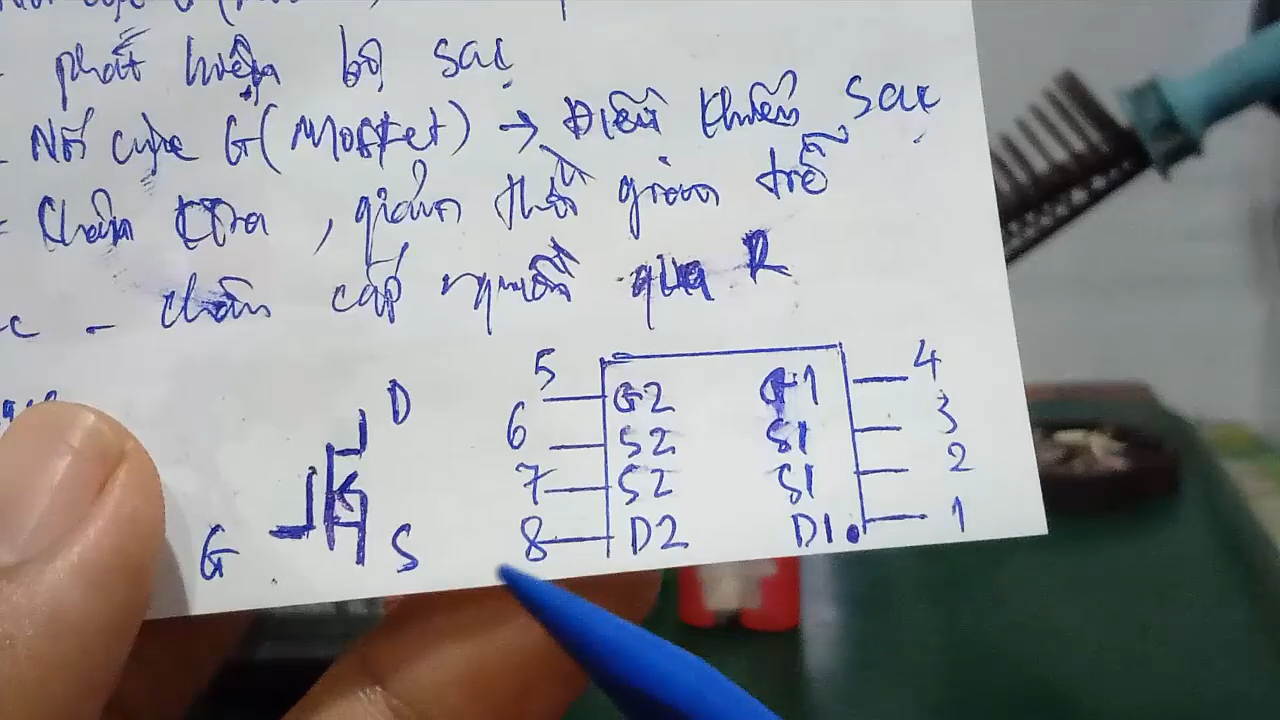 - phát hiện bộ sạc
- Nối cực G (Mosfet) → Điều khiển sạc
- Chân CTra, giảm thời gian trễ
c - chân cấp nguồn qua R
D
G
S
5 G2 G1 4
6 S2 S1 3
7 S2 S1 2
8 D2 D1 1